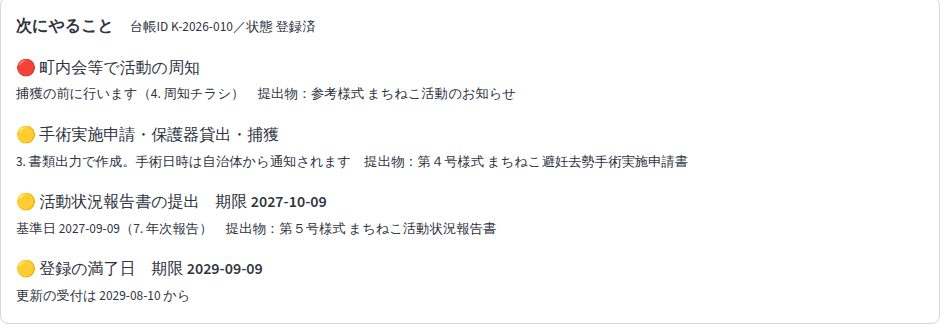 次にやること 台帳ID K-2026-010／状態 登録済
🔴 町内会等で活動の周知
捕獲の前に行います（4. 周知チラシ） 提出物：参考様式 まちねこ活動のお知らせ
🟡 手術実施申請・保護器貸出・捕獲
3. 書類出力で作成。手術日時は自治体から通知されます 提出物：第４号様式 まちねこ避妊去勢手術実施申請書
🟡 活動状況報告書の提出 期限 2027-10-09
基準日 2027-09-09（7. 年次報告） 提出物：第５号様式 まちねこ活動状況報告書
🟡 登録の満了日 期限 2029-09-09
更新の受付は 2029-08-10 から